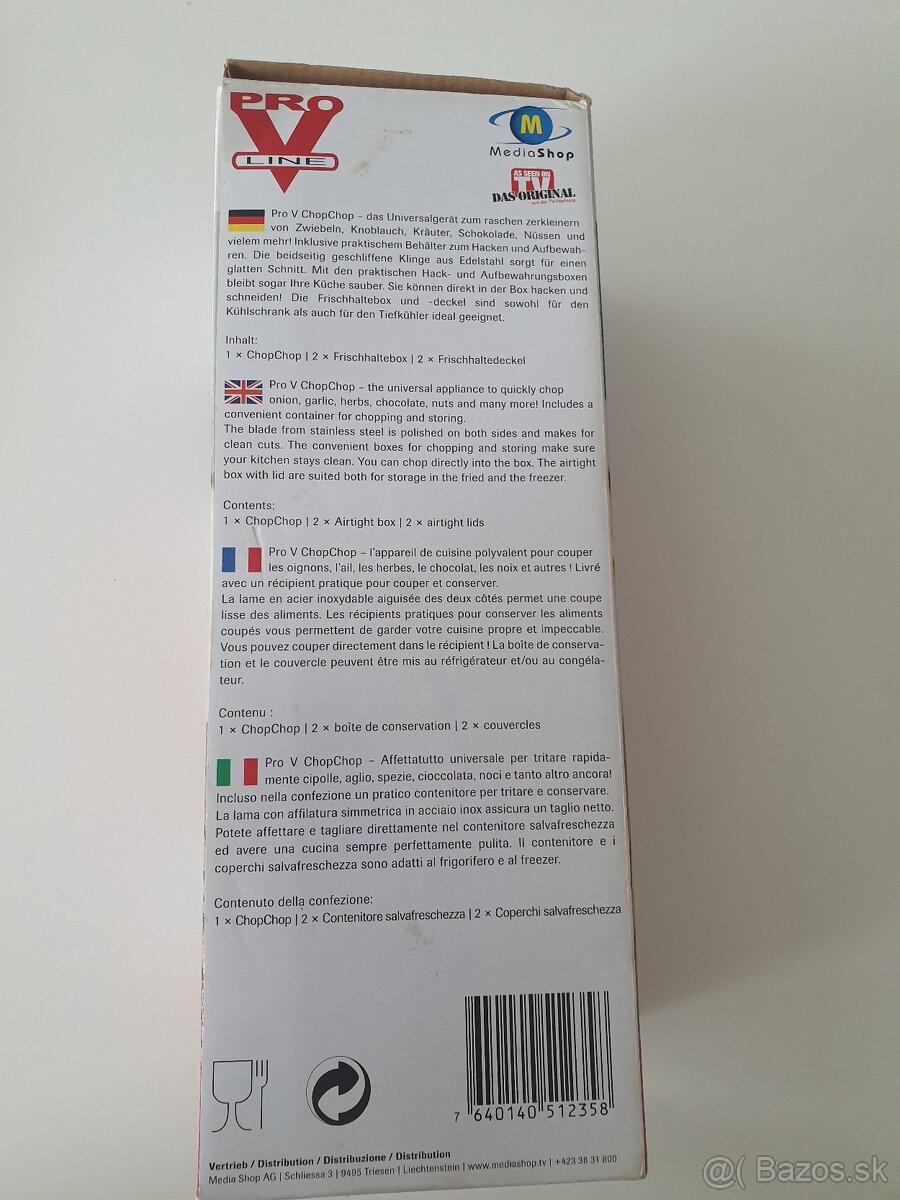 PRO
V
LINE
M
MediaShop
AS SEEN ON
TV
DAS ORIGINAL
aus der TV-Werbung
Pro V ChopChop – das Universalgerät zum raschen zerkleinern
von Zwiebeln, Knoblauch, Kräuter, Schokolade, Nüssen und
vielem mehr! Inklusive praktischem Behälter zum Hacken und Aufbewah-
ren. Die beidseitig geschliffene Klinge aus Edelstahl sorgt für einen
glatten Schnitt. Mit den praktischen Hack- und Aufbewahrungsboxen
bleibt sogar Ihre Küche sauber. Sie können direkt in der Box hacken und
schneiden! Die Frischhaltebox und -deckel sind sowohl für den
Kühlschrank als auch für den Tiefkühler ideal geeignet.
Inhalt:
1 × ChopChop | 2 × Frischhaltebox | 2 × Frischhaltedeckel
Pro V ChopChop – the universal appliance to quickly chop
onion, garlic, herbs, chocolate, nuts and many more! Includes a
convenient container for chopping and storing.
The blade from stainless steel is polished on both sides and makes for
clean cuts. The convenient boxes for chopping and storing make sure
your kitchen stays clean. You can chop directly into the box. The airtight
box with lid are suited both for storage in the fried and the freezer.
Contents:
1 × ChopChop | 2 × Airtight box | 2 × airtight lids
Pro V ChopChop – l'appareil de cuisine polyvalent pour couper
les oignons, l'ail, les herbes, le chocolat, les noix et autres ! Livré
avec un récipient pratique pour couper et conserver.
La lame en acier inoxydable aiguisée des deux côtés permet une coupe
lisse des aliments. Les récipients pratiques pour conserver les aliments
coupés vous permettent de garder votre cuisine propre et impeccable.
Vous pouvez couper directement dans le récipient ! La boîte de conserva-
tion et le couvercle peuvent être mis au réfrigérateur et/ou au congéla-
teur.
Contenu :
1 × ChopChop | 2 × boîte de conservation | 2 × couvercles
Pro V ChopChop – Affettatutto universale per tritare rapida-
mente cipolle, aglio, spezie, cioccolata, noci e tanto altro ancora!
Incluso nella confezione un pratico contenitore per tritare e conservare.
La lama con affilatura simmetrica in acciaio inox assicura un taglio netto.
Potete affettare e tagliare direttamente nel contenitore salvafreschezza
ed avere una cucina sempre perfettamente pulita. Il contenitore e i
coperchi salvafreschezza sono adatti al frigorifero e al freezer.
Contenuto della confezione:
1 × ChopChop | 2 × Contenitore salvafreschezza | 2 × Coperchi salvafreschezza
7 640140 512358
Vertrieb / Distribution / Distribuzione / Distribution
Media Shop AG | Schliessa 3 | 9495 Triesen | Liechtenstein | www.mediashop.tv | +423 38 31 800
@( Bazos.sk